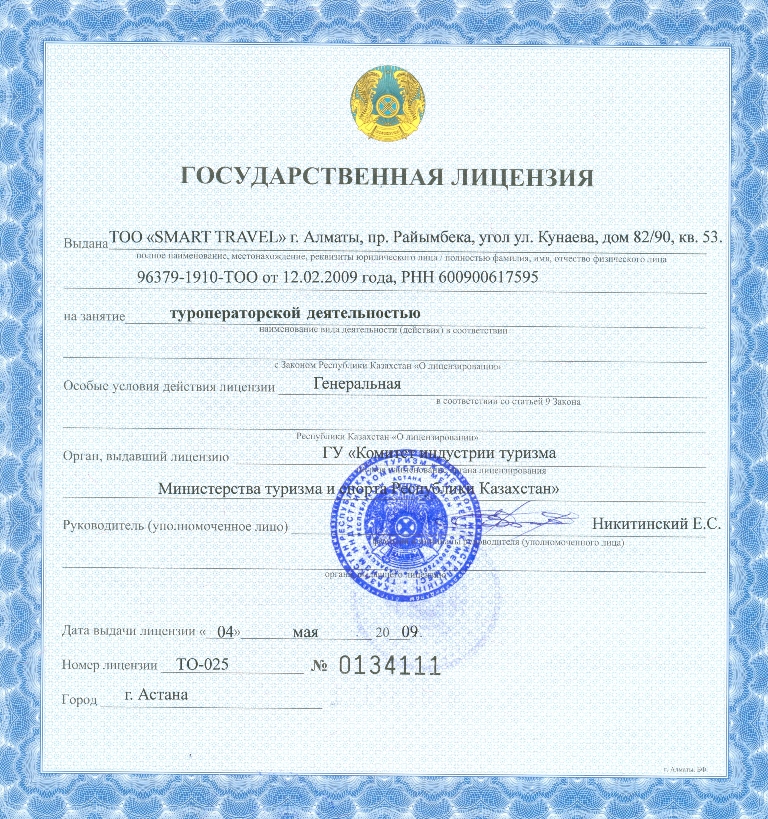 ГОСУДАРСТВЕННАЯ ЛИЦЕНЗИЯ
Выдана ТОО «SMART TRAVEL» г. Алматы, пр. Райымбека, угол ул. Кунаева, дом 82/90, кв. 53.
полное наименование, местонахождение, реквизиты юридического лица / полностью фамилия, имя, отчество физического лица
96379-1910-ТОО от 12.02.2009 года, РНН 600900617595
на занятие туроператорской деятельностью
наименование вида деятельности (действия) в соответствии
с Законом Республики Казахстан «О лицензировании»
Особые условия действия лицензии Генеральная
в соответствии со статьей 9 Закона
Республики Казахстан «О лицензировании»
Орган, выдавший лицензию ГУ «Комитет индустрии туризма
наименование органа лицензирования
Министерства туризма и спорта Республики Казахстан»
Руководитель (уполномоченное лицо) Никитинский Е.С.
руководителя (уполномоченного лица)
Дата выдачи лицензии « 04» мая 20 09.
Номер лицензии ТО-025 № 0134111
Город г. Астана
г. Алматы, БФ